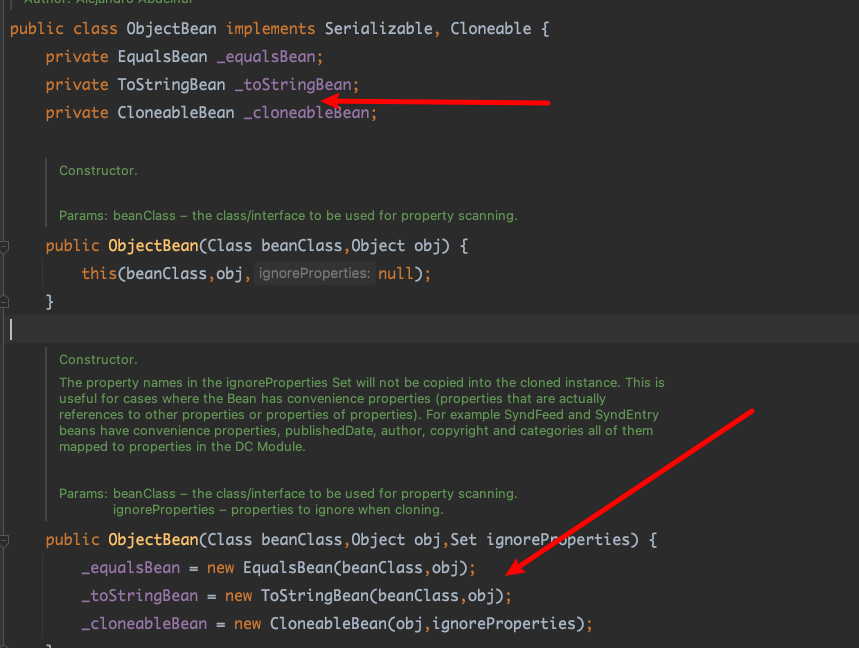 Author: Alejandro Abdelnur
public class ObjectBean implements Serializable, Cloneable {
private EqualsBean _equalsBean;
private ToStringBean _toStringBean;
private CloneableBean _cloneableBean;
Constructor.
Params: beanClass – the class/interface to be used for property scanning.
public ObjectBean(Class beanClass,Object obj) {
this(beanClass,obj, ignoreProperties: null);
}
Constructor.
The property names in the ignoreProperties Set will not be copied into the cloned instance. This is
useful for cases where the Bean has convenience properties (properties that are actually
references to other properties or properties of properties). For example SyndFeed and SyndEntry
beans have convenience properties, publishedDate, author, copyright and categories all of them
mapped to properties in the DC Module.
Params: beanClass – the class/interface to be used for property scanning.
ignoreProperties – properties to ignore when cloning.
public ObjectBean(Class beanClass,Object obj,Set ignoreProperties) {
_equalsBean = new EqualsBean(beanClass,obj);
_toStringBean = new ToStringBean(beanClass,obj);
_cloneableBean = new CloneableBean(obj,ignoreProperties);